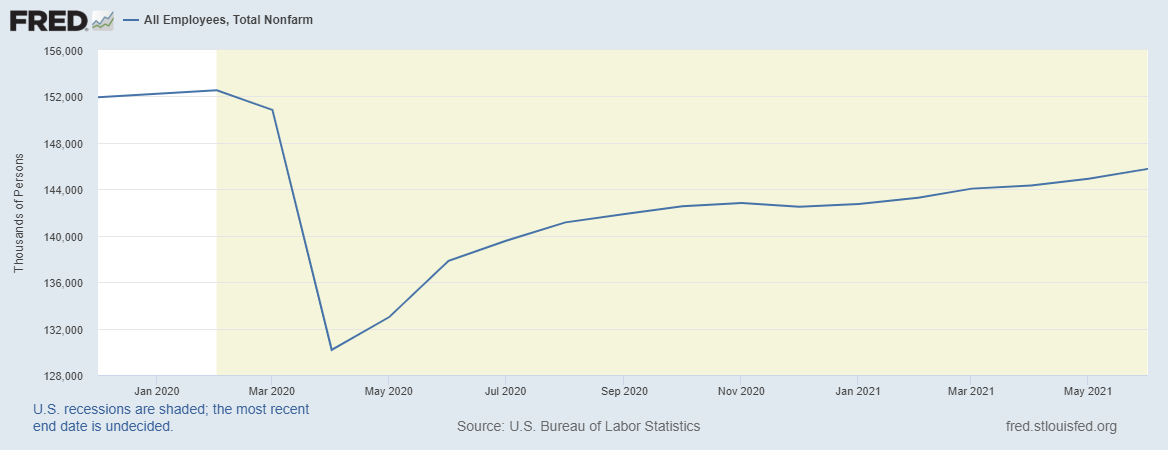 FRED
All Employees, Total Nonfarm
156,000
152,000
148,000
144,000
140,000
136,000
132,000
128,000
Thousands of Persons
Jan 2020 Mar 2020 May 2020 Jul 2020 Sep 2020 Nov 2020 Jan 2021 Mar 2021 May 2021
U.S. recessions are shaded; the most recent
end date is undecided.
Source: U.S. Bureau of Labor Statistics
fred.stlouisfed.org